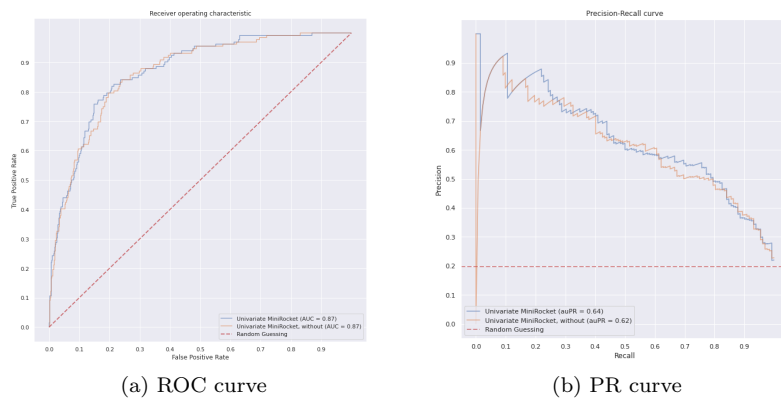 Receiver operating characteristic
True Positive Rate
0.9
0.8
0.7
0.6
0.5
0.4
0.3
0.2
0.1
0.0
0.0 0.1 0.2 0.3 0.4 0.5 0.6 0.7 0.8 0.9
False Positive Rate
Univariate MiniRocket (AUC = 0.87)
Univariate MiniRocket, without (AUC = 0.87)
Random Guessing
(a) ROC curve
Precision-Recall curve
Precision
0.9
0.8
0.7
0.6
0.5
0.4
0.3
0.2
0.1
0.0
0.0 0.1 0.2 0.3 0.4 0.5 0.6 0.7 0.8 0.9
Recall
Univariate MiniRocket (auPR = 0.64)
Univariate MiniRocket, without (auPR = 0.62)
Random Guessing
(b) PR curve